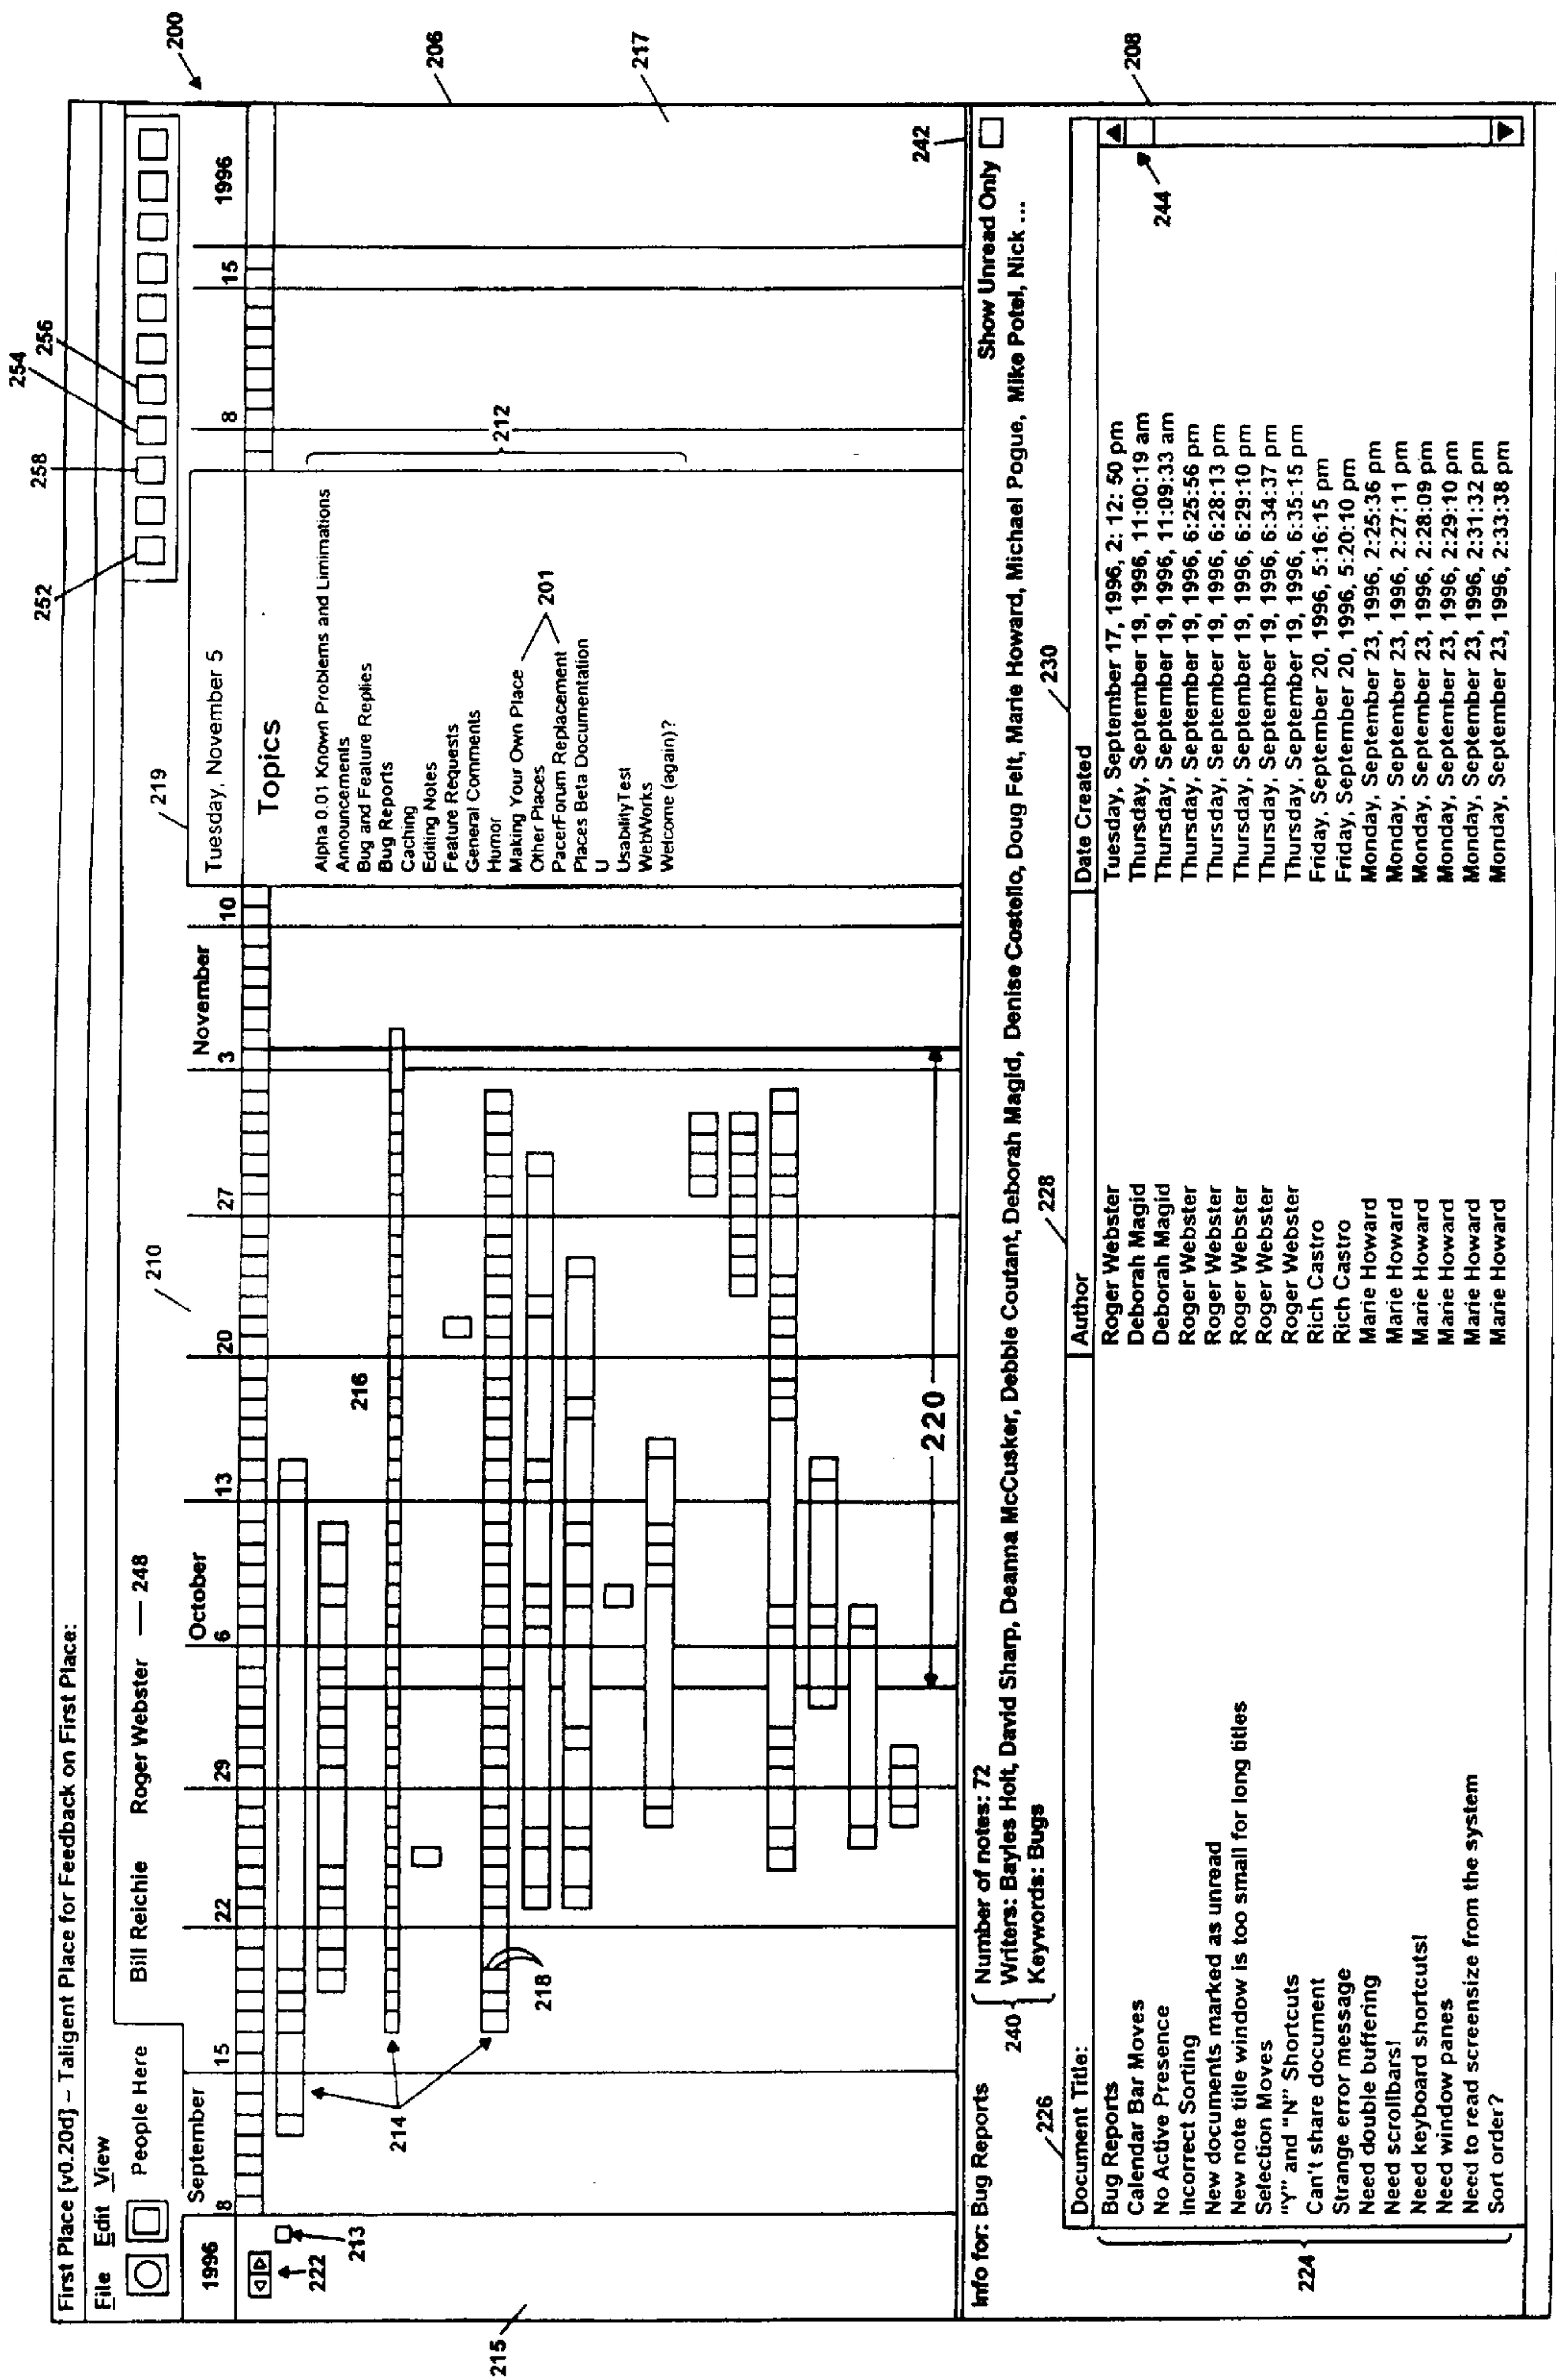 254
258
256
252
200
First Place [v0.20d] – Taligent Place for Feedback on First Place:
File Edit View
People Here Bill Reichie Roger Webster 248
210
219
1996 September October November Tuesday, November 5 1996
8 15 22 29 6 13 20 27 3 10 8 15
222
213
214
216
218
220
215
Topics
Alpha 0.01 Known Problems and Limimations
Announcements
Bug and Feature Replies
Bug Reports
Caching
Editing Notes
Feature Requests
General Comments
Humor
Making Your Own Place
Other Places
PacerForum Replacement
Places Beta Documentation
U
UsabilityTest
WebWorks
Welcome (again)?
201
212
206
217
242
Info for: Bug Reports
240
Number of notes: 72 Show Unread Only
Writers: Bayles Holt, David Sharp, Deanna McCusker, Debbie Coutant, Deborah Magid, Denise Costello, Doug Felt, Marie Howard, Michael Pogue, Mike Potel, Nick ...
Keywords: Bugs
226
228
230
208
Document Title: Author Date Created
Bug Reports Roger Webster Tuesday, September 17, 1996, 2: 12: 50 pm
Calendar Bar Moves Deborah Magid Thursday, September 19, 1996, 11:00:19 am
No Active Presence Deborah Magid Thursday, September 19, 1996, 11:09:33 am
Incorrect Sorting Roger Webster Thursday, September 19, 1996, 6:25:56 pm
New documents marked as unread Roger Webster Thursday, September 19, 1996, 6:28:13 pm
New note title window is too small for long titles Roger Webster Thursday, September 19, 1996, 6:29:10 pm
Selection Moves Roger Webster Thursday, September 19, 1996, 6:34:37 pm
"Y" and "N" Shortcuts Roger Webster Thursday, September 19, 1996, 6:35:15 pm
Can't share document Rich Castro Friday, September 20, 1996, 5:16:15 pm
Strange error message Rich Castro Friday, September 20, 1996, 5:20:10 pm
Need double buffering Marie Howard Monday, September 23, 1996, 2:25:36 pm
Need scrollbars! Marie Howard Monday, September 23, 1996, 2:27:11 pm
Need keyboard shortcuts! Marie Howard Monday, September 23, 1996, 2:28:09 pm
Need window panes Marie Howard Monday, September 23, 1996, 2:29:10 pm
Need to read screensize from the system Marie Howard Monday, September 23, 1996, 2:31:32 pm
Sort order? Marie Howard Monday, September 23, 1996, 2:33:38 pm
244
224